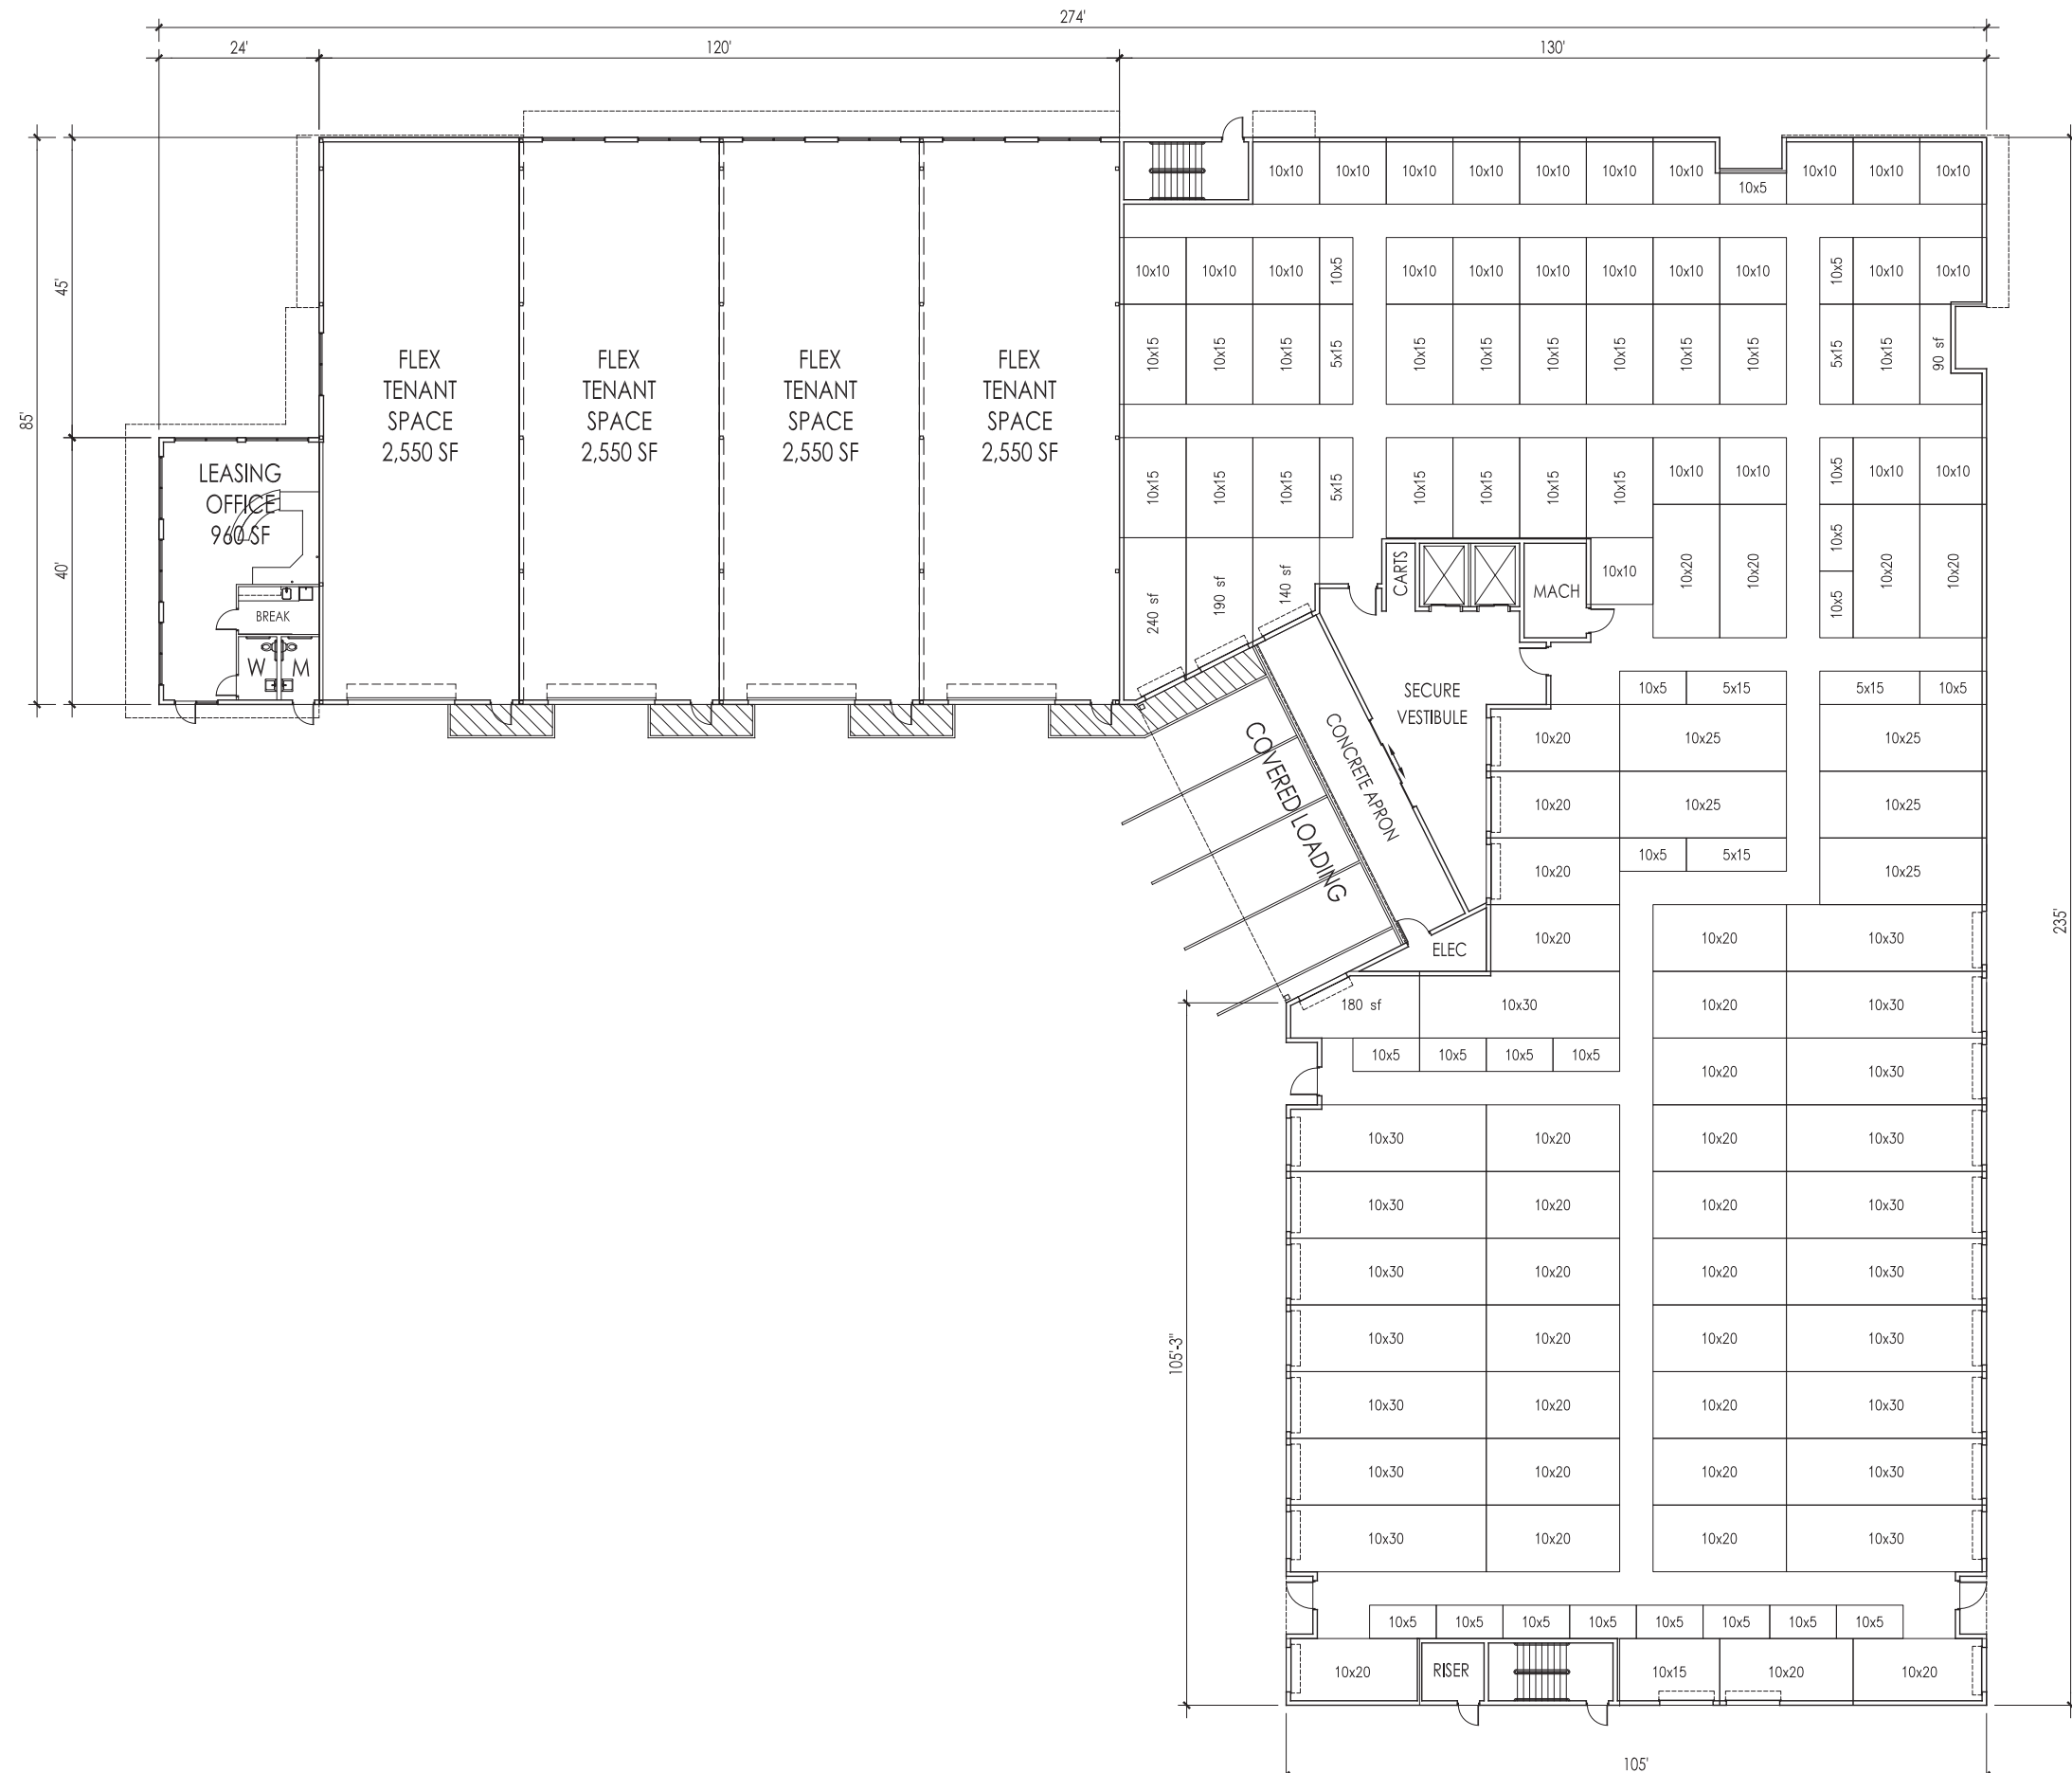 274'
24'
120'
130'
10x10
10x10
10x10
10x10
10x10
10x10
10x10
10x5
10x10
10x10
10x10
10x10
10x10
10x10
10x5
10x10
10x10
10x10
10x10
10x10
10x10
10x5
10x10
10x10
45'
85'
40'
235'
10x15
10x15
10x15
5x15
10x15
10x15
10x15
10x15
10x15
10x15
5x15
10x15
90 sf
FLEX
TENANT
SPACE
2,550 SF
FLEX
TENANT
SPACE
2,550 SF
FLEX
TENANT
SPACE
2,550 SF
FLEX
TENANT
SPACE
2,550 SF
LEASING
OFFICE
960 SF
BREAK
W
M
10x15
10x15
10x15
5x15
10x15
10x15
10x15
10x15
10x10
10x10
10x5
10x10
10x10
240 sf
190 sf
140 sf
CARTS
MACH
10x10
10x20
10x20
10x5
10x5
10x20
10x20
SECURE
VESTIBULE
CONCRETE APRON
COVERED LOADING
ELEC
10x5
5x15
5x15
10x5
10x20
10x25
10x25
10x20
10x25
10x25
10x20
10x5
5x15
10x25
10x20
10x20
10x30
180 sf
10x30
10x20
10x30
10x5
10x5
10x5
10x5
10x20
10x30
10x30
10x20
10x20
10x30
10x30
10x20
10x20
10x30
10x30
10x20
10x20
10x30
10x30
10x20
10x20
10x30
10x30
10x20
10x20
10x30
10x30
10x20
10x20
10x30
10x30
10x20
10x20
10x30
105'-3"
10x5
10x5
10x5
10x5
10x5
10x5
10x5
10x5
10x20
RISER
10x15
10x20
10x20
105'